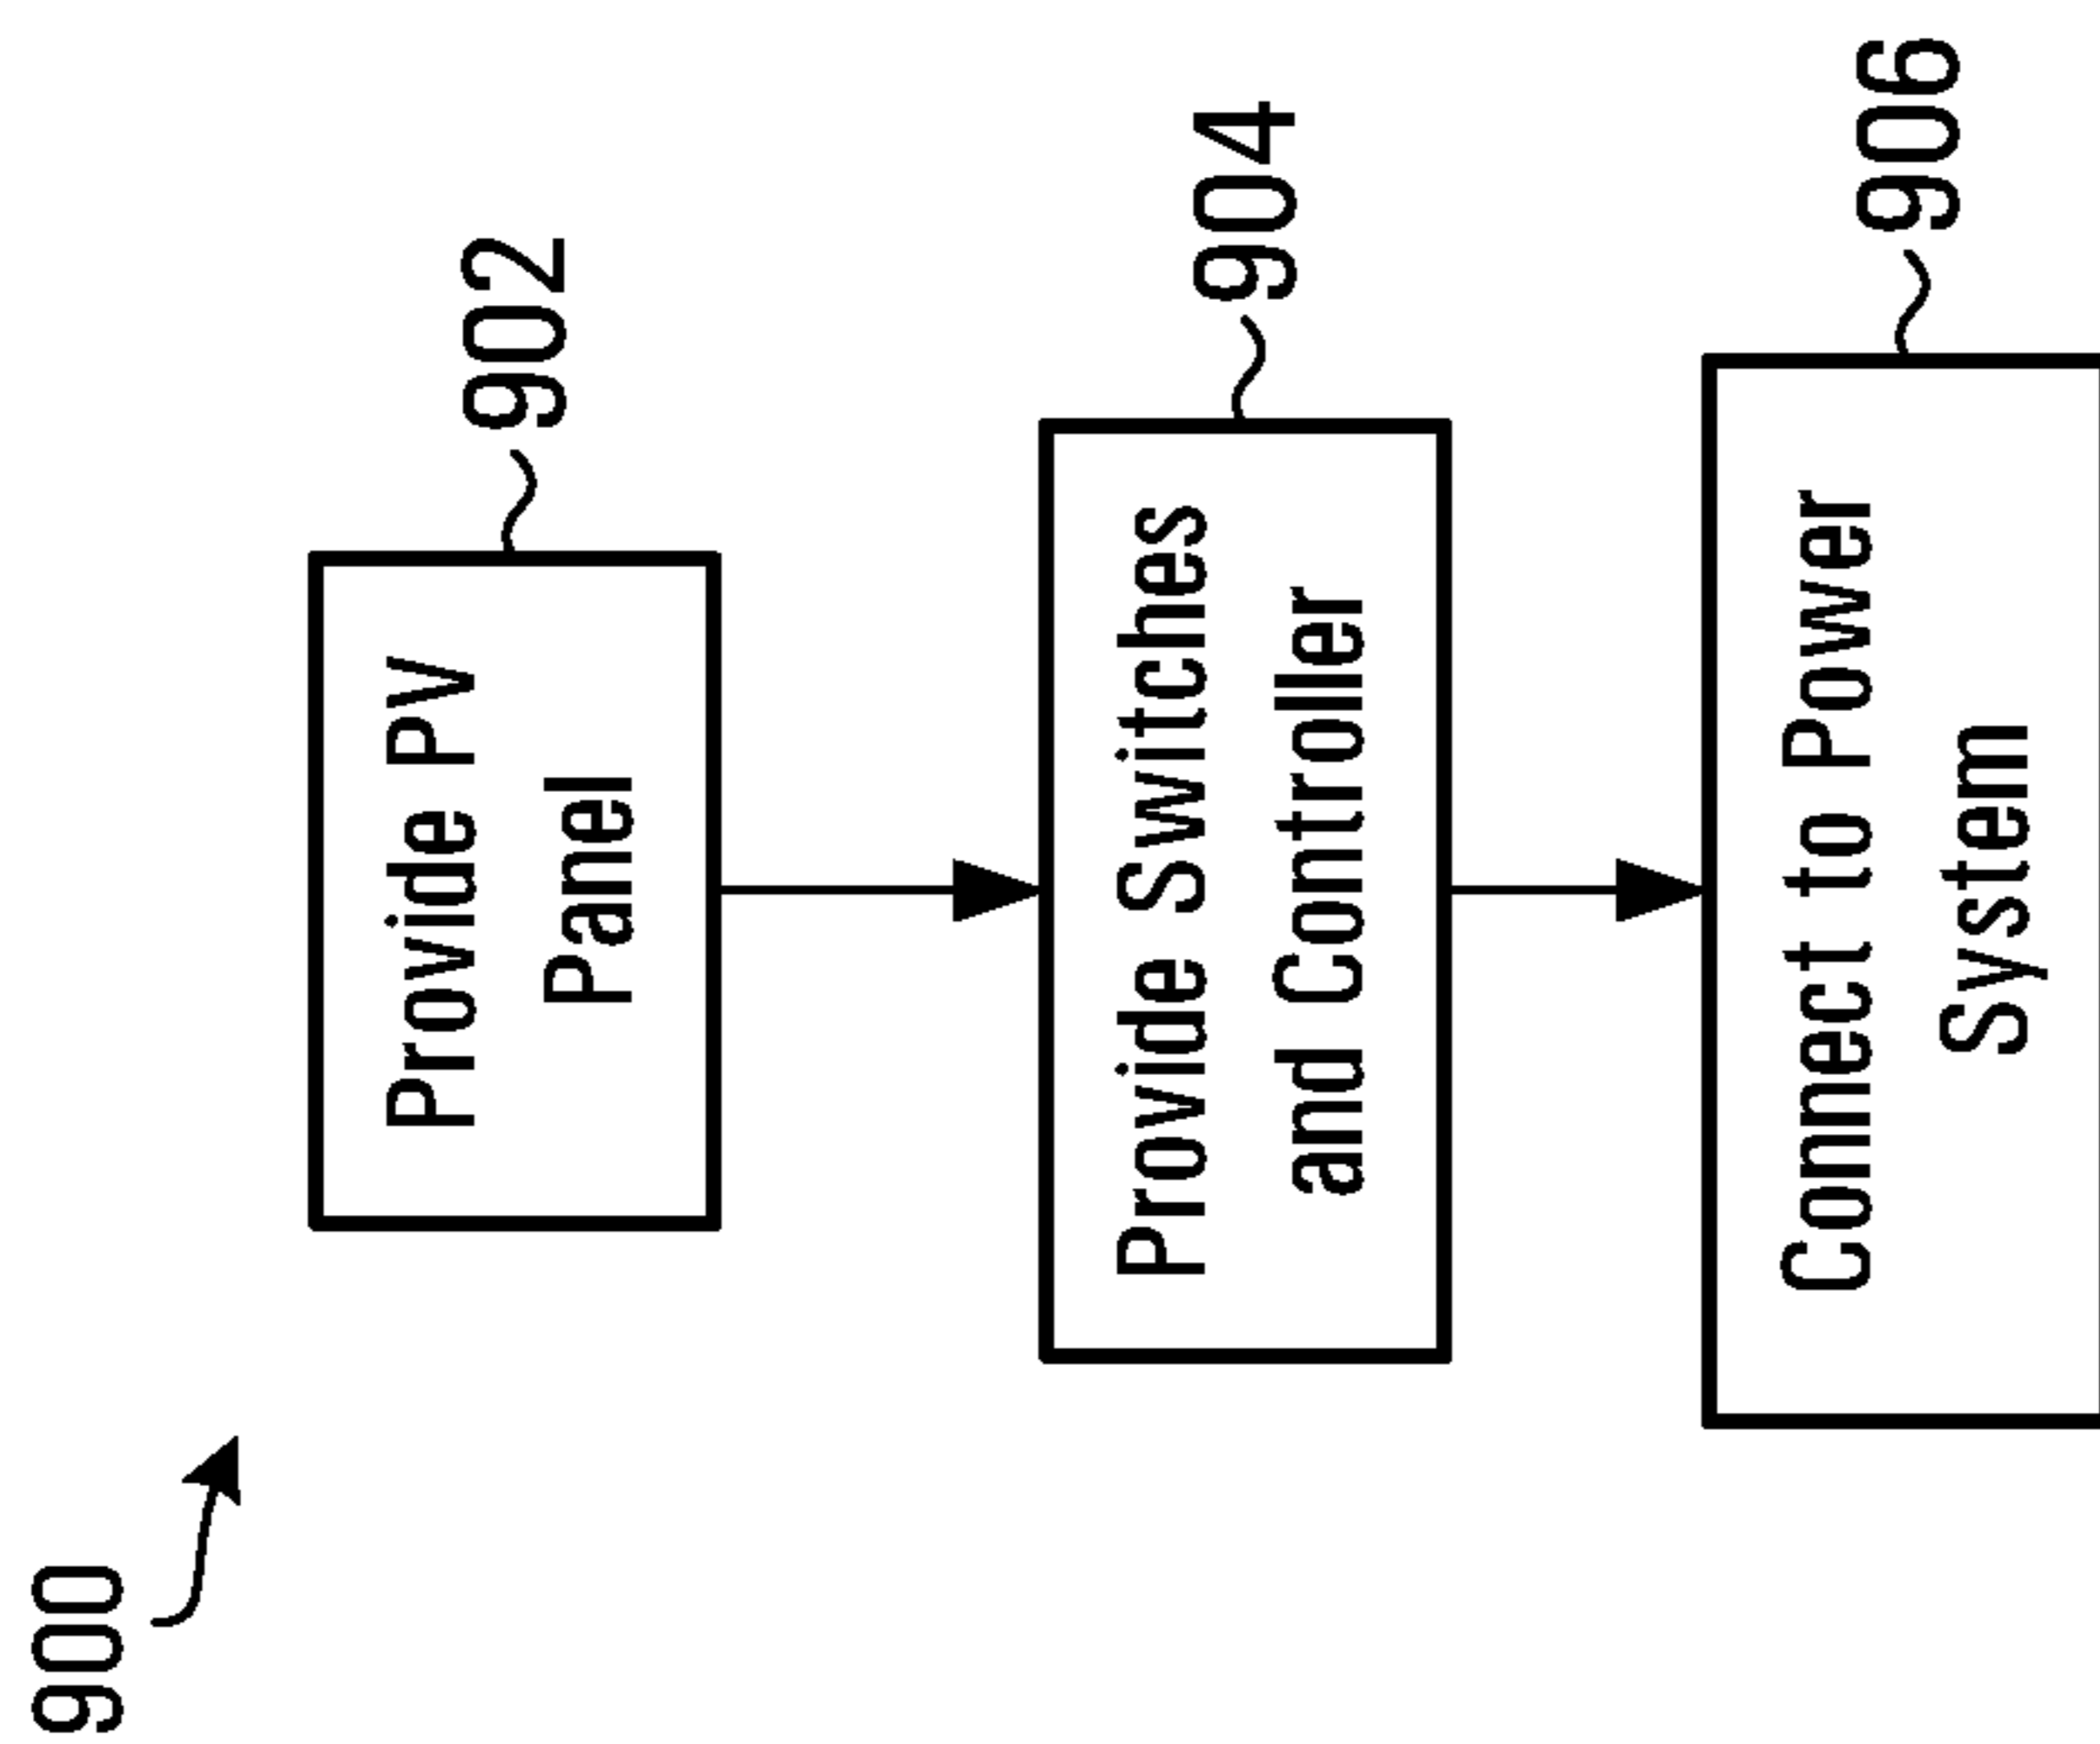 900
Provide PV
Panel
902
Provide Switches
and Controller
904
Connect to Power
System
906